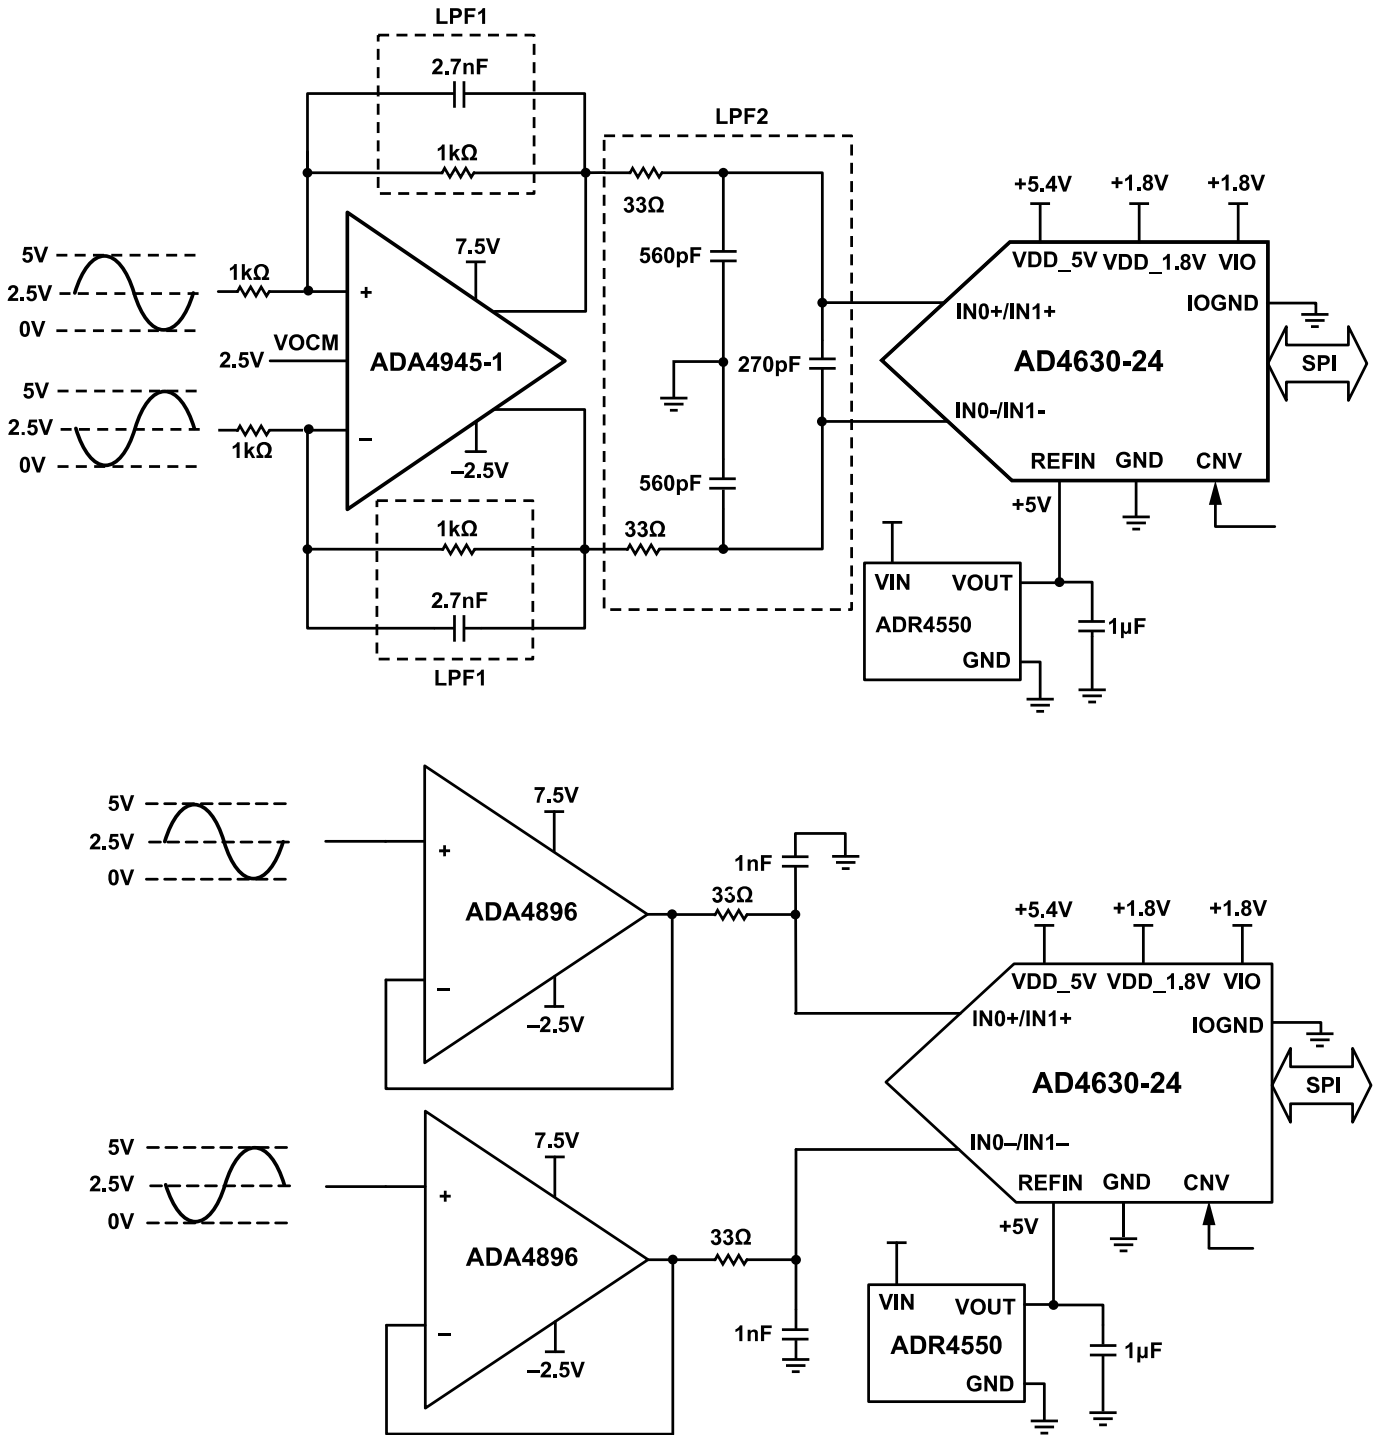 LPF1
2.7nF
1kΩ
LPF2
33Ω
560pF
270pF
560pF
33Ω
5V
2.5V
0V
1kΩ
VOCM
2.5V
5V
2.5V
0V
1kΩ
+
–
7.5V
ADA4945-1
–2.5V
1kΩ
2.7nF
LPF1
+5.4V
+1.8V
+1.8V
VDD_5V
VDD_1.8V
VIO
IOGND
IN0+/IN1+
AD4630-24
SPI
IN0-/IN1-
REFIN
GND
CNV
+5V
VIN
VOUT
ADR4550
GND
1µF
5V
2.5V
0V
+
–
7.5V
ADA4896
–2.5V
1nF
33Ω
5V
2.5V
0V
+
–
7.5V
ADA4896
–2.5V
33Ω
1nF
+5.4V
+1.8V
+1.8V
VDD_5V
VDD_1.8V
VIO
IN0+/IN1+
IOGND
AD4630-24
SPI
IN0–/IN1–
REFIN
GND
CNV
+5V
VIN
VOUT
ADR4550
GND
1µF